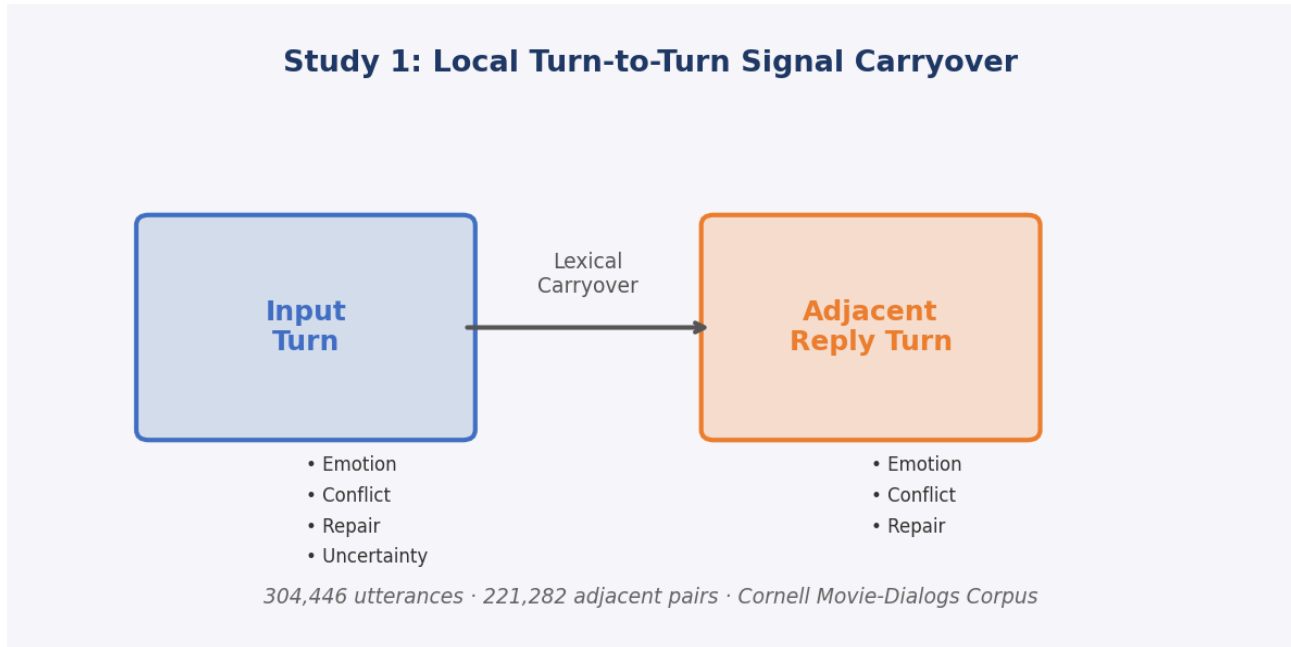 Study 1: Local Turn-to-Turn Signal Carryover
Lexical
Carryover
Input
Turn
Adjacent
Reply Turn
• Emotion
• Conflict
• Repair
• Uncertainty
• Emotion
• Conflict
• Repair
304,446 utterances · 221,282 adjacent pairs · Cornell Movie-Dialogs Corpus